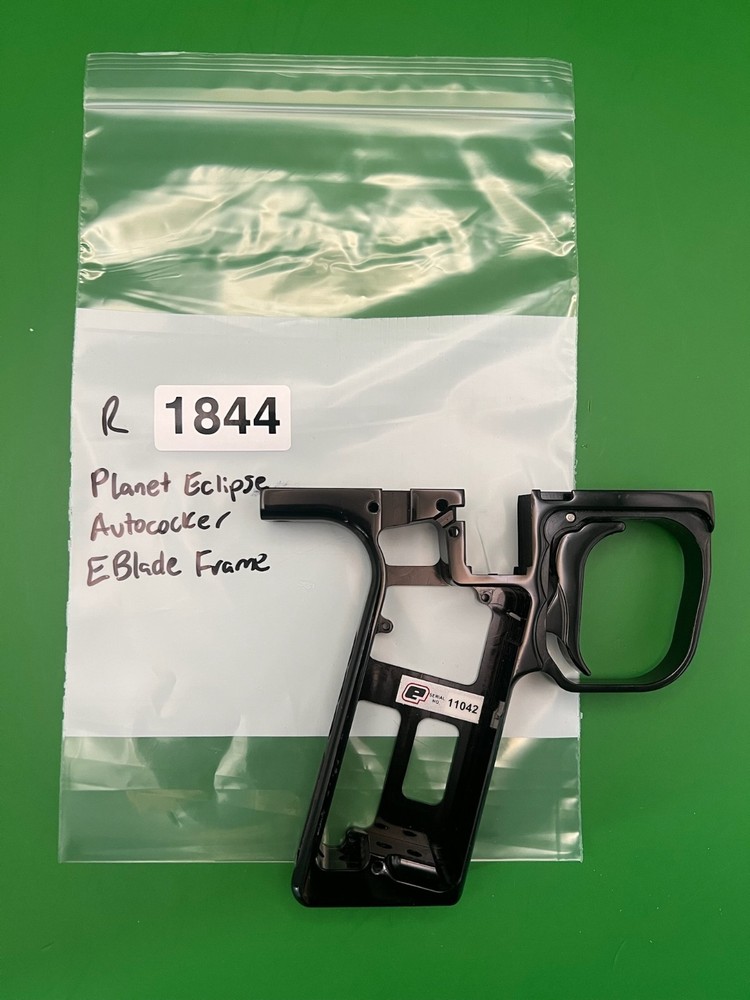 R 1844
Planet Eclipse
Autococker
EBlade Frame
e SERIAL NO. 11042